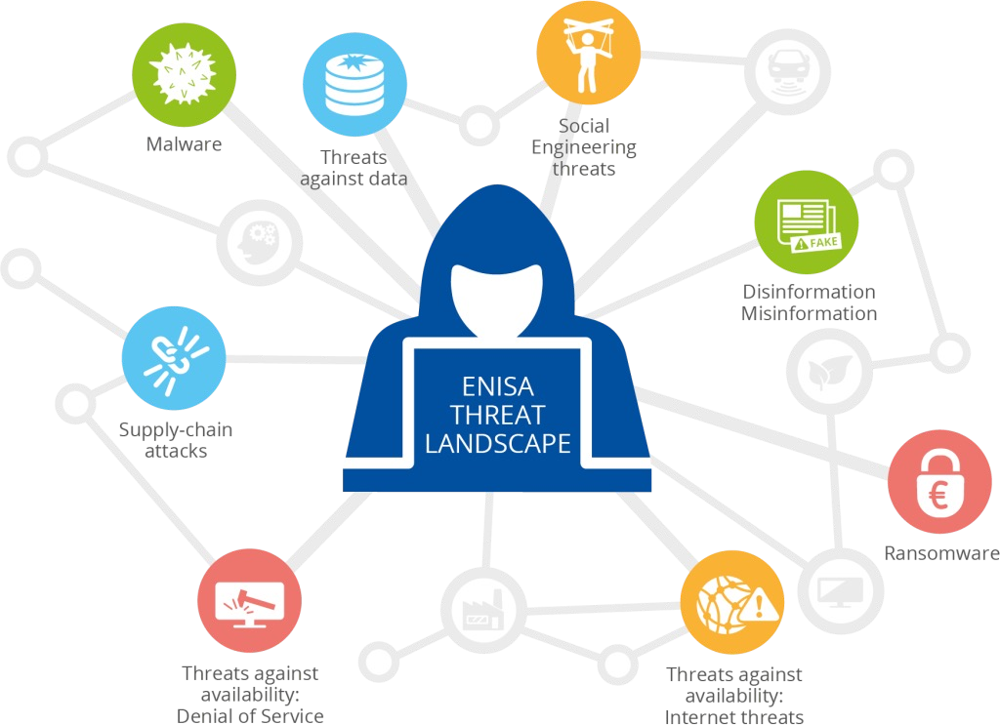 Malware
Threats
against data
Social
Engineering
threats
FAKE
Disinformation
Misinformation
ENISA
THREAT
LANDSCAPE
Supply-chain
attacks
€
Ransomware
Threats against
availability:
Denial of Service
!
Threats against
availability:
Internet threats